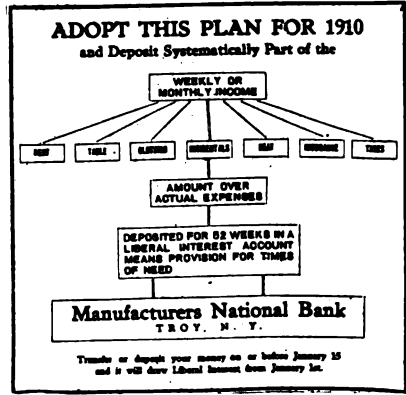 ADOPT THIS PLAN FOR 1910
and Deposit Systematically Part of the
WEEKLY OR
MONTHLY INCOME
RENT TABLE CLOTHING INCIDENTALS HEAT INSURANCE TAXES
AMOUNT OVER
ACTUAL EXPENSES
DEPOSITED FOR 52 WEEKS IN A
LIBERAL INTEREST ACCOUNT
MEANS PROVISION FOR TIMES
OF NEED
Manufacturers National Bank
TROY, N. Y.
Transfer or deposit your money on or before January 15
and it will draw Liberal Interest from January 1st.